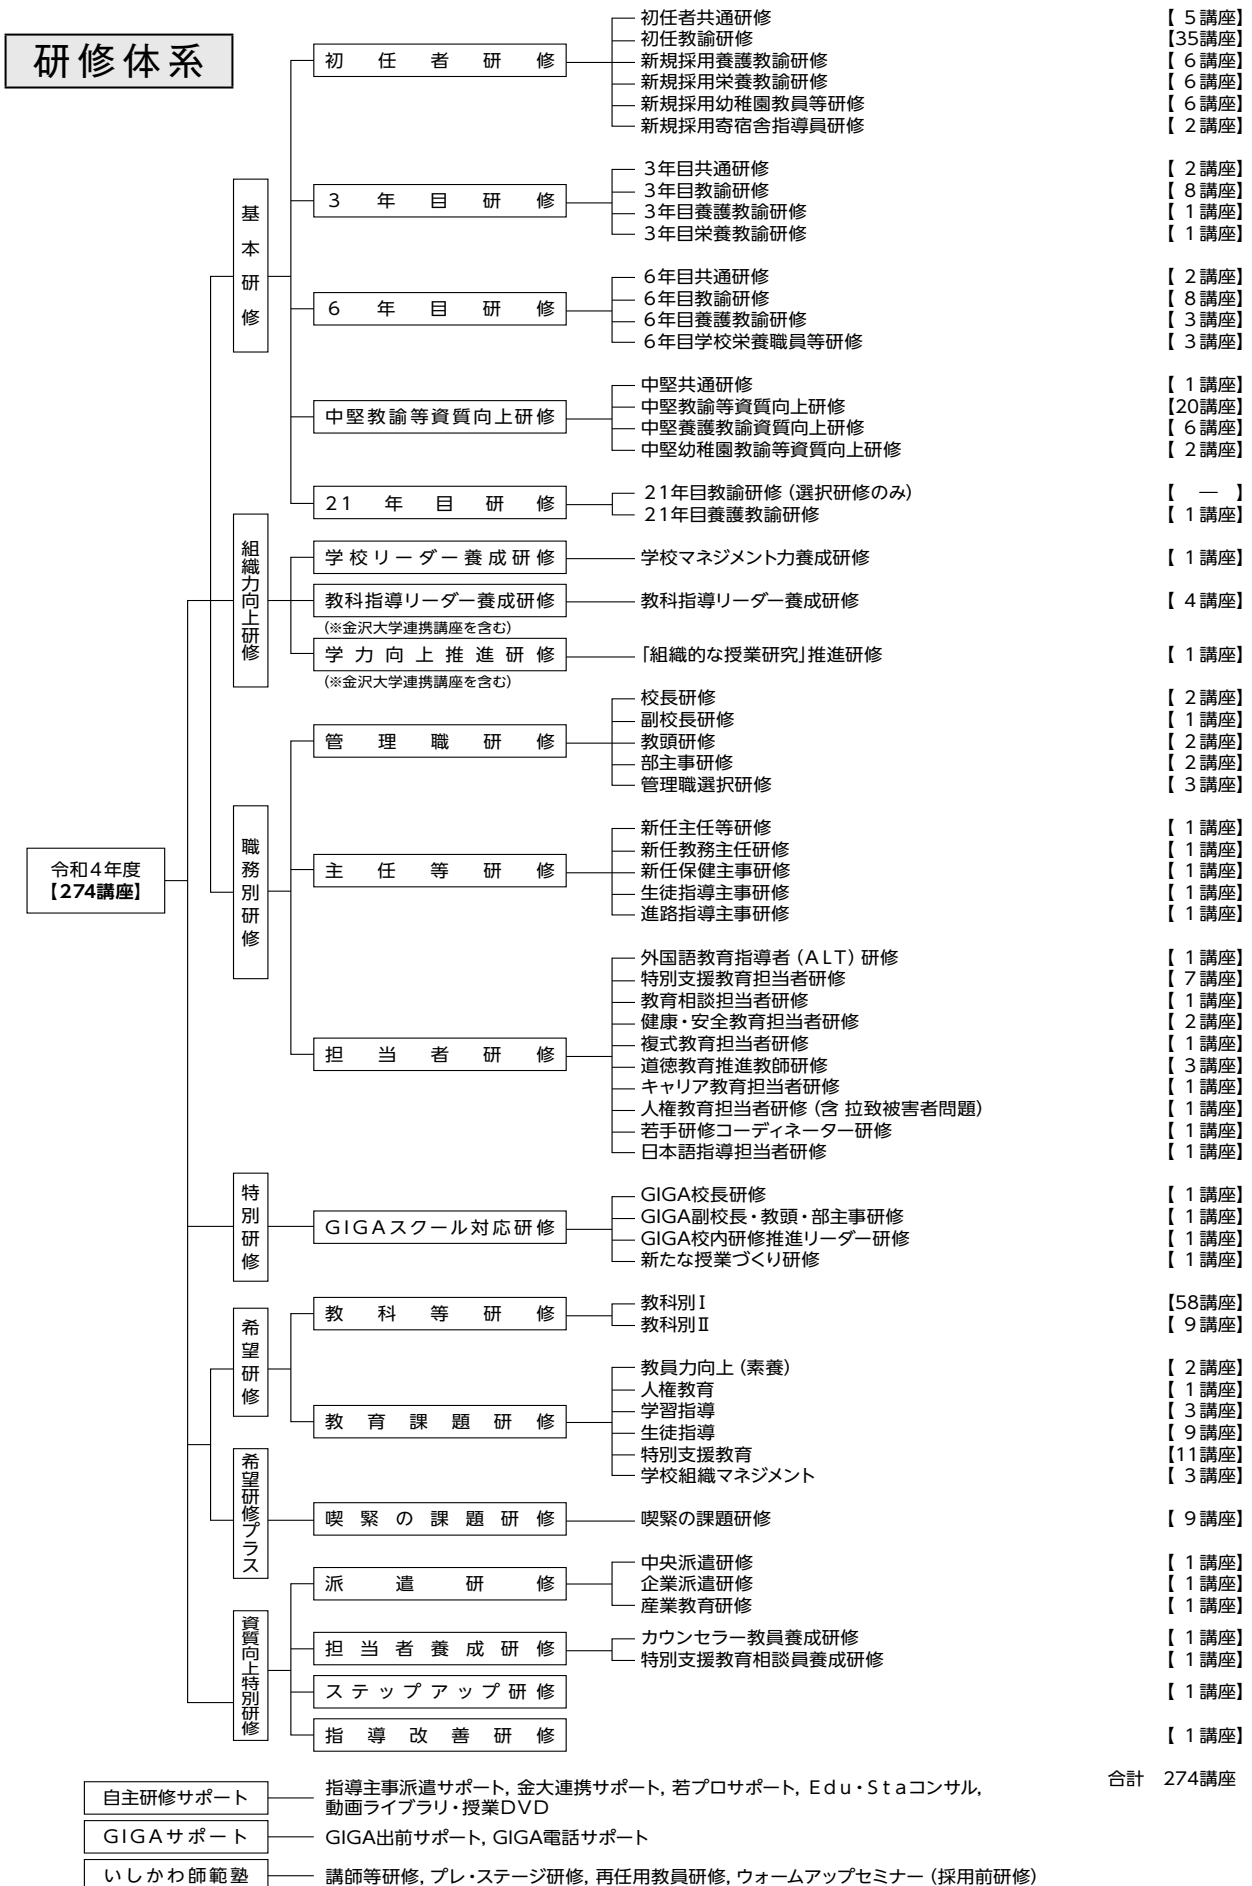 研修体系
令和4年度
【274講座】
基本研修
初任者研修
初任者共通研修 【 5講座】
初任教諭研修 【35講座】
新規採用養護教諭研修 【 6講座】
新規採用栄養教諭研修 【 6講座】
新規採用幼稚園教員等研修 【 6講座】
新規採用寄宿舎指導員研修 【 2講座】
3年目研修
3年目共通研修 【 2講座】
3年目教諭研修 【 8講座】
3年目養護教諭研修 【 1講座】
3年目栄養教諭研修 【 1講座】
6年目研修
6年目共通研修 【 2講座】
6年目教諭研修 【 8講座】
6年目養護教諭研修 【 3講座】
6年目学校栄養職員等研修 【 3講座】
中堅教諭等資質向上研修
中堅共通研修 【 1講座】
中堅教諭等資質向上研修 【20講座】
中堅養護教諭資質向上研修 【 6講座】
中堅幼稚園教諭等資質向上研修 【 2講座】
21年目研修
21年目教諭研修(選択研修のみ) 【 ― 】
21年目養護教諭研修 【 1講座】
組織力向上研修
学校リーダー養成研修
学校マネジメント力養成研修 【 1講座】
教科指導リーダー養成研修
(※金沢大学連携講座を含む)
教科指導リーダー養成研修 【 4講座】
学力向上推進研修
(※金沢大学連携講座を含む)
「組織的な授業研究」推進研修 【 1講座】
職務別研修
管理職研修
校長研修 【 2講座】
副校長研修 【 1講座】
教頭研修 【 2講座】
部主事研修 【 2講座】
管理職選択研修 【 3講座】
主任等研修
新任主任等研修 【 1講座】
新任教務主任研修 【 1講座】
新任保健主事研修 【 1講座】
生徒指導主事研修 【 1講座】
進路指導主事研修 【 1講座】
担当者研修
外国語教育指導者(ALT)研修 【 1講座】
特別支援教育担当者研修 【 7講座】
教育相談担当者研修 【 1講座】
健康・安全教育担当者研修 【 2講座】
複式教育担当者研修 【 1講座】
道徳教育推進教師研修 【 3講座】
キャリア教育担当者研修 【 1講座】
人権教育担当者研修(含 拉致被害者問題) 【 1講座】
若手研修コーディネーター研修 【 1講座】
日本語指導担当者研修 【 1講座】
特別研修
GIGAスクール対応研修
GIGA校長研修 【 1講座】
GIGA副校長・教頭・部主事研修 【 1講座】
GIGA校内研修推進リーダー研修 【 1講座】
新たな授業づくり研修 【 1講座】
希望研修
教科等研修
教科別Ⅰ 【58講座】
教科別Ⅱ 【 9講座】
教育課題研修
教員力向上(素養) 【 2講座】
人権教育 【 1講座】
学習指導 【 3講座】
生徒指導 【 9講座】
特別支援教育 【11講座】
学校組織マネジメント 【 3講座】
希望研修プラス
喫緊の課題研修
喫緊の課題研修 【 9講座】
資質向上特別研修
派遣研修
中央派遣研修 【 1講座】
企業派遣研修 【 1講座】
産業教育研修 【 1講座】
担当者養成研修
カウンセラー教員養成研修 【 1講座】
特別支援教育相談員養成研修 【 1講座】
ステップアップ研修 【 1講座】
指導改善研修 【 1講座】
合計 274講座
自主研修サポート
指導主事派遣サポート, 金大連携サポート, 若プロサポート, Edu・Staコンサル,
動画ライブラリ・授業DVD
GIGAサポート
GIGA出前サポート, GIGA電話サポート
いしかわ師範塾
講師等研修, プレ・ステージ研修, 再任用教員研修, ウォームアップセミナー(採用前研修)